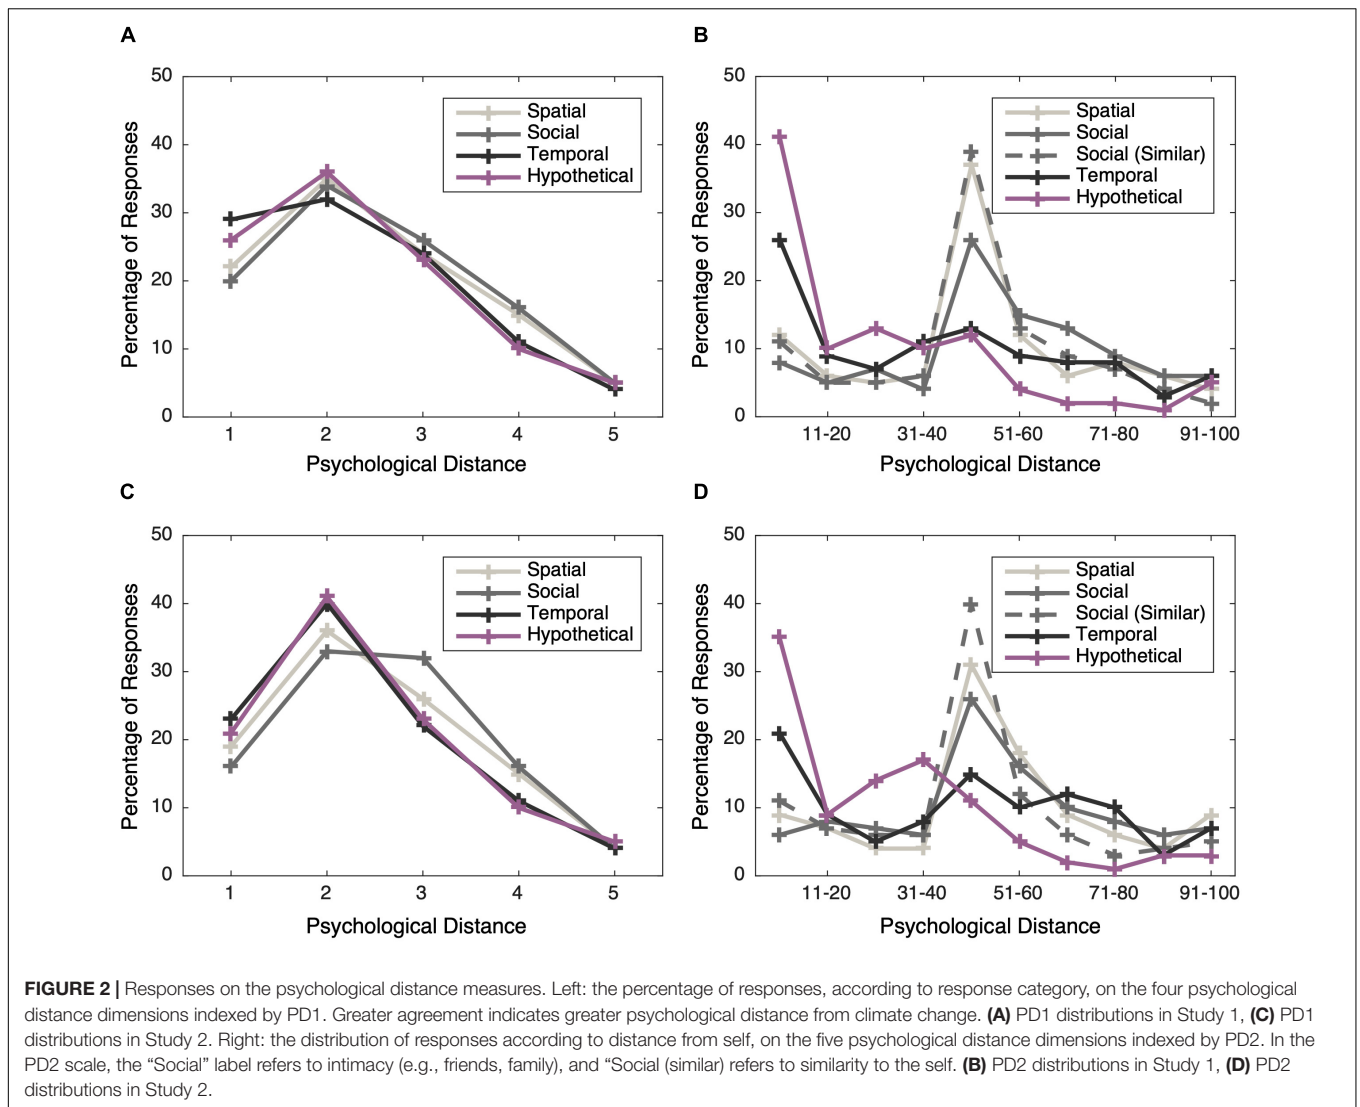 A
50
40
30
20
10
0
Percentage of Responses
Spatial
Social
Temporal
Hypothetical
1 2 3 4 5
Psychological Distance
B
50
40
30
20
10
0
Percentage of Responses
Spatial
Social
Social (Similar)
Temporal
Hypothetical
11-20 31-40 51-60 71-80 91-100
Psychological Distance
C
50
40
30
20
10
0
Percentage of Responses
Spatial
Social
Temporal
Hypothetical
1 2 3 4 5
Psychological Distance
D
50
40
30
20
10
0
Percentage of Responses
Spatial
Social
Social (Similar)
Temporal
Hypothetical
11-20 31-40 51-60 71-80 91-100
Psychological Distance
FIGURE 2 | Responses on the psychological distance measures. Left: the percentage of responses, according to response category, on the four psychological
distance dimensions indexed by PD1. Greater agreement indicates greater psychological distance from climate change. (A) PD1 distributions in Study 1, (C) PD1
distributions in Study 2. Right: the distribution of responses according to distance from self, on the five psychological distance dimensions indexed by PD2. In the
PD2 scale, the “Social” label refers to intimacy (e.g., friends, family), and “Social (similar) refers to similarity to the self. (B) PD2 distributions in Study 1, (D) PD2
distributions in Study 2.